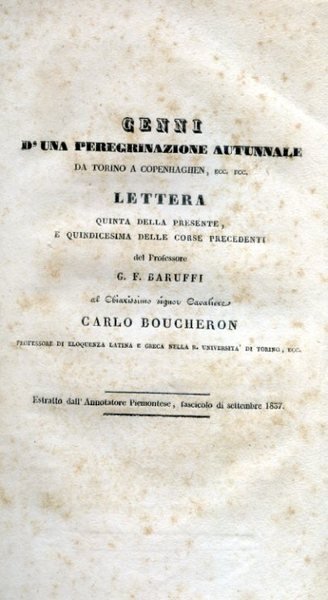 CENNI
D'UNA PEREGRINAZIONE AUTUNNALE
DA TORINO A COPENHAGHEN, ECC. ECC.
LETTERA
QUINTA DELLA PRESENTE,
E QUINDICESIMA DELLE CORSE PRECEDENTI
del Professore
G. F. BARUFFI
al Chiarissimo signor Cavaliere
CARLO BOUCHERON
PROFESSORE DI ELOQUENZA LATINA E GRECA NELLA R. UNIVERSITA' DI TORINO, ECC.
Estratto dall'Annotatore Piemontese, fascicolo di settembre 1837.